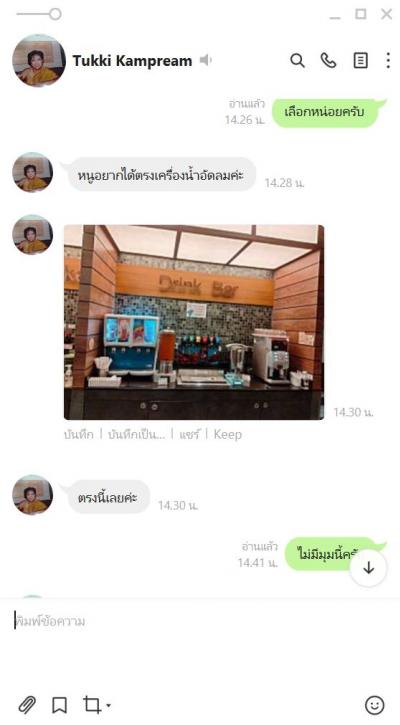 Tukki Kampream
อ่านแล้ว
14.26 น.
เลือกหน่อยครับ
หนูอยากได้ตรงเครื่องน้ำอัดลมค่ะ
14.28 น.
Drink Bar
14.30 น.
บันทึก | บันทึกเป็น... | แชร์ | Keep
ตรงนี้เลยค่ะ
14.30 น.
อ่านแล้ว
14.41 น.
ไม่มีมุมนี้
พิมพ์ข้อความ